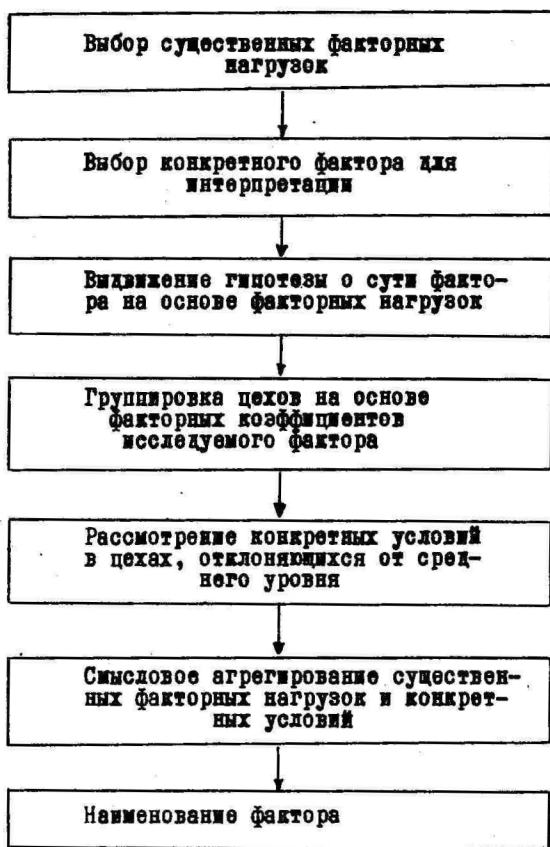 Выбор существенных факторных
нагрузок
Выбор конкретного фактора для
интерпретации
Выдвижение гипотезы о сути факто-
ра на основе факторных нагрузок
Группировка цехов на основе
факторных коэффициентов
исследуемого фактора
Рассмотрение конкретных условий
в цехах, отклоняющихся от сред-
него уровня
Смысловое агрегирование существен-
ных факторных нагрузок и конкрет-
ных условий
Наименование фактора